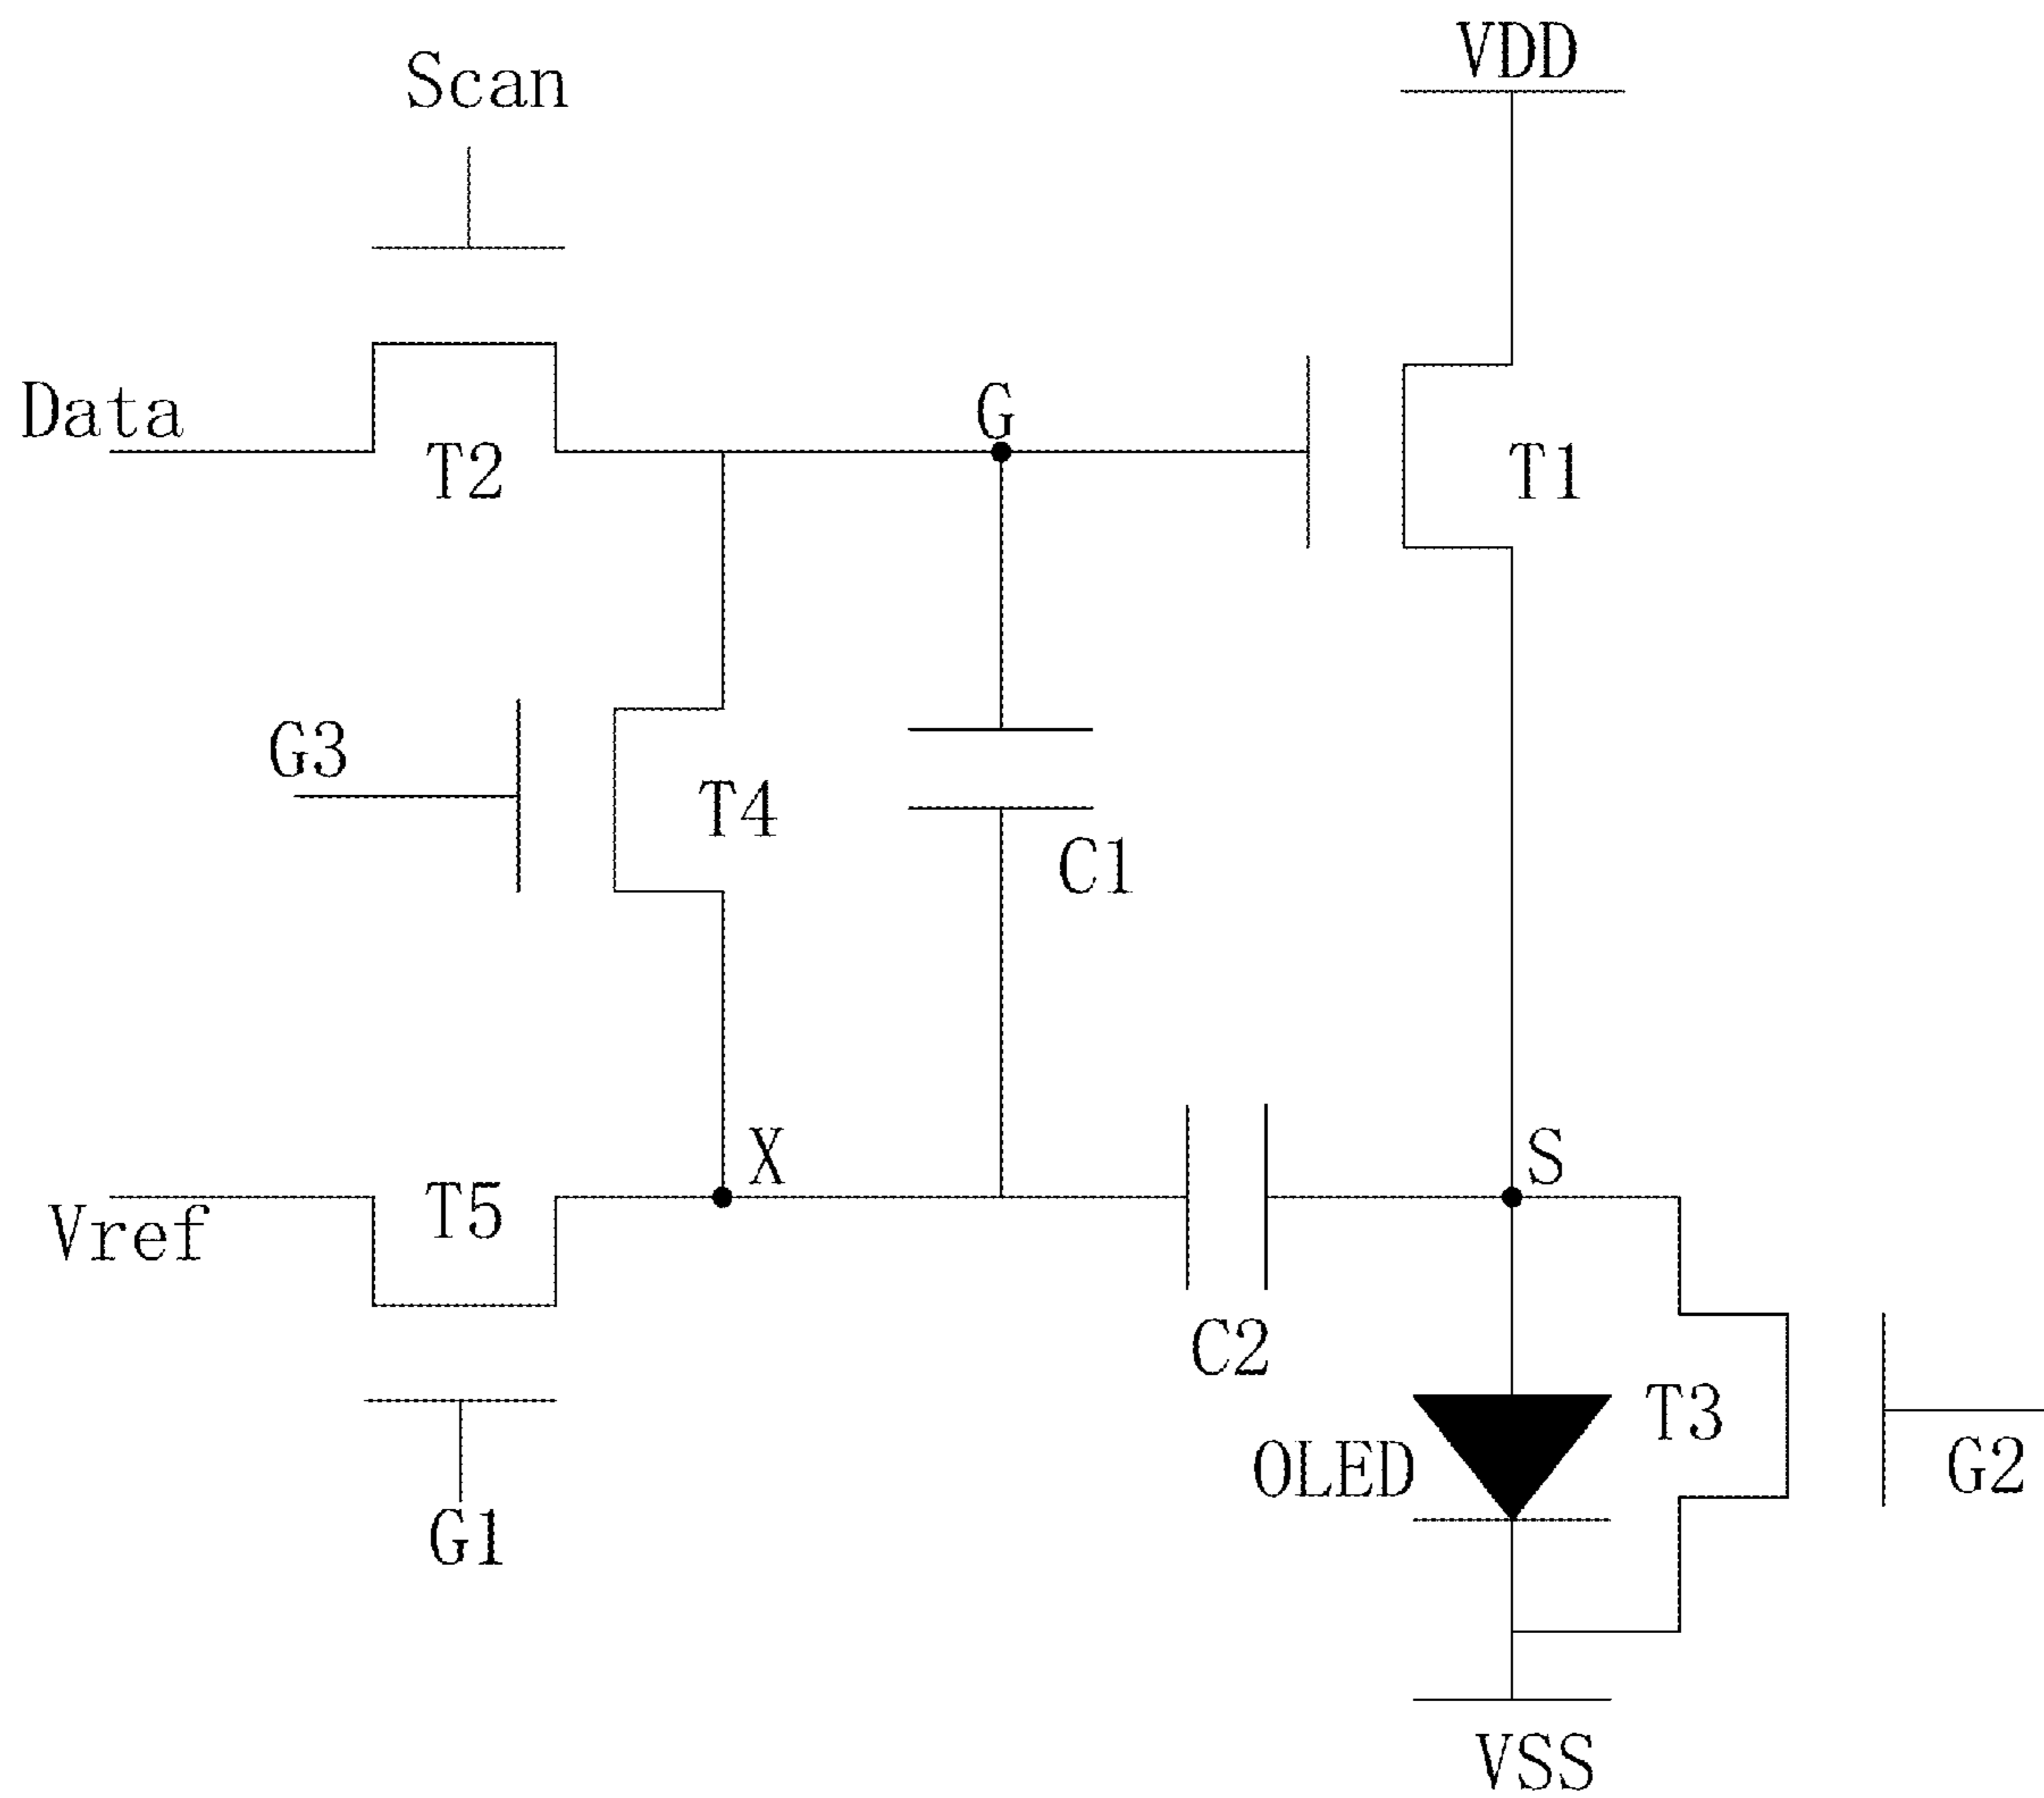 VDD
Scan
Data
G
T2
T1
G3
T4
C1
X
S
T5
Vref
C2
T3
OLED
G2
G1
VSS